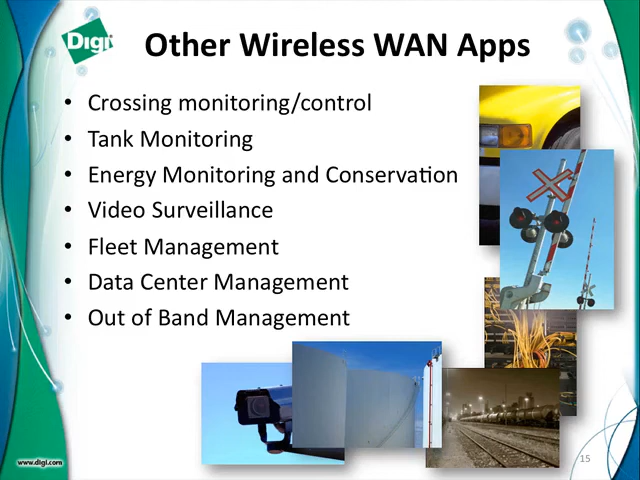 Digi
Other Wireless WAN Apps
• Crossing monitoring/control
• Tank Monitoring
• Energy Monitoring and Conservation
• Video Surveillance
• Fleet Management
• Data Center Management
• Out of Band Management
www.digi.com
15